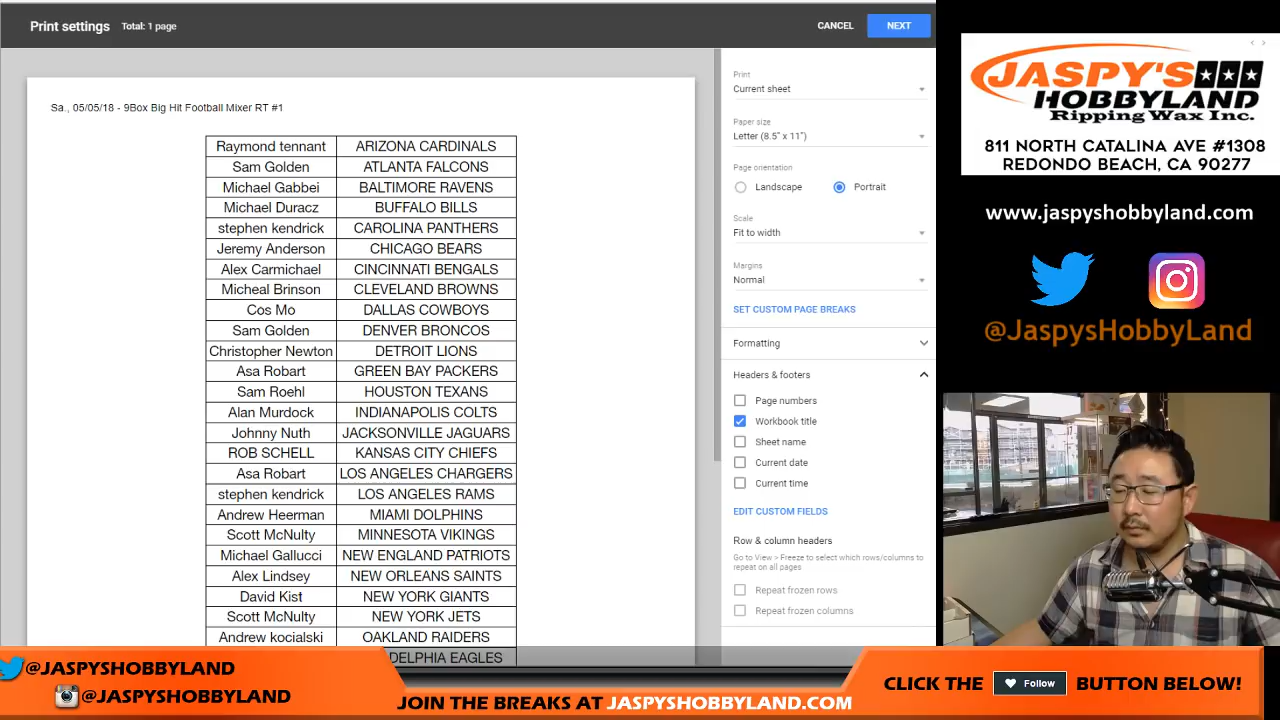 Print settings Total: 1 page CANCEL NEXT
Sa., 05/05/18 - 9Box Big Hit Football Mixer RT #1
Raymond tennant ARIZONA CARDINALS
Sam Golden ATLANTA FALCONS
Michael Gabbei BALTIMORE RAVENS
Michael Duracz BUFFALO BILLS
stephen kendrick CAROLINA PANTHERS
Jeremy Anderson CHICAGO BEARS
Alex Carmichael CINCINNATI BENGALS
Micheal Brinson CLEVELAND BROWNS
Cos Mo DALLAS COWBOYS
Sam Golden DENVER BRONCOS
Christopher Newton DETROIT LIONS
Asa Robart GREEN BAY PACKERS
Sam Roehl HOUSTON TEXANS
Alan Murdock INDIANAPOLIS COLTS
Johnny Nuth JACKSONVILLE JAGUARS
ROB SCHELL KANSAS CITY CHIEFS
Asa Robart LOS ANGELES CHARGERS
stephen kendrick LOS ANGELES RAMS
Andrew Heerman MIAMI DOLPHINS
Scott McNulty MINNESOTA VIKINGS
Michael Gallucci NEW ENGLAND PATRIOTS
Alex Lindsey NEW ORLEANS SAINTS
David Kist NEW YORK GIANTS
Scott McNulty NEW YORK JETS
Andrew kocialski OAKLAND RAIDERS
DELPHIA EAGLES
Print
Current sheet
Paper size
Letter (8.5" x 11")
Page orientation
Landscape Portrait
Scale
Fit to width
Margins
Normal
SET CUSTOM PAGE BREAKS
Formatting
Headers & footers
Page numbers
Workbook title
Sheet name
Current date
Current time
EDIT CUSTOM FIELDS
Row & column headers
Go to View > Freeze to select which rows/columns to
repeat on all pages
Repeat frozen rows
Repeat frozen columns
JASPY'S
HOBBYLAND
Ripping Wax Inc.
811 NORTH CATALINA AVE #1308
REDONDO BEACH, CA 90277
www.jaspyshobbyland.com
@JaspysHobbyLand
@JASPYSHOBBYLAND
@JASPYSHOBBYLAND
JOIN THE BREAKS AT JASPYSHOBBYLAND.COM
CLICK THE Follow BUTTON BELOW!